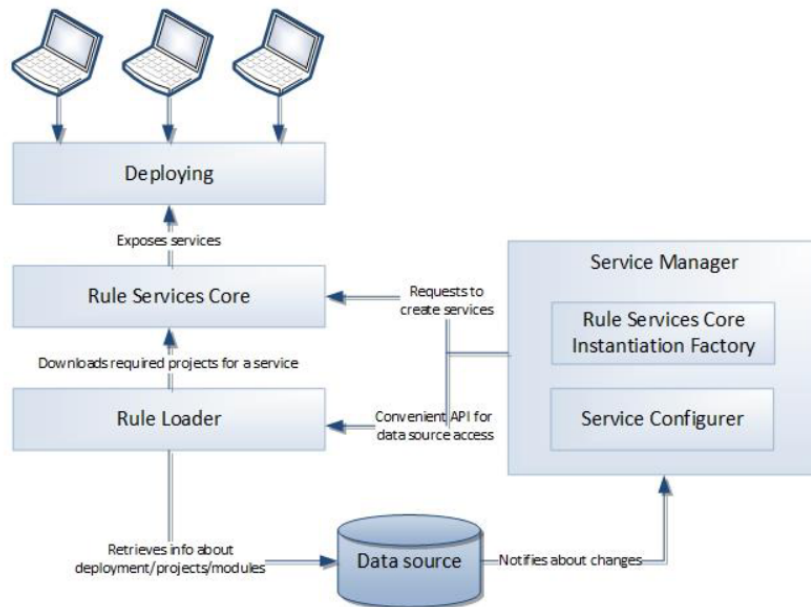 Deploying
Exposes services
Rule Services Core
Downloads required projects for a service
Rule Loader
Requests to
create services
Convenient API for
data source access
Service Manager
Rule Services Core
Instantiation Factory
Service Configurer
Retrieves info about
deployment/projects/modules
Data source
Notifies about changes